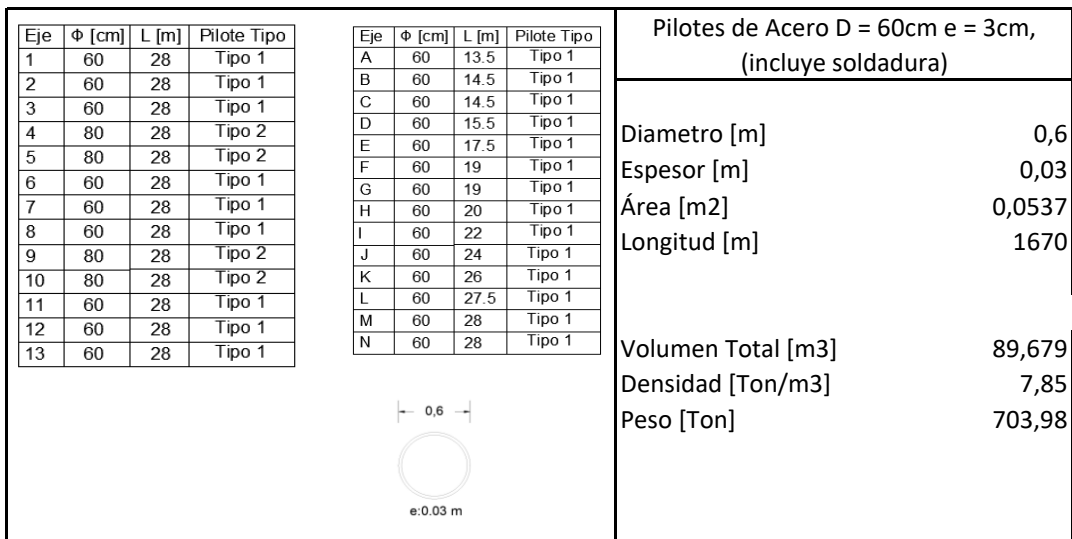 Eje Φ [cm] L [m] Pilote Tipo
1 60 28 Tipo 1
2 60 28 Tipo 1
3 60 28 Tipo 1
4 80 28 Tipo 2
5 80 28 Tipo 2
6 60 28 Tipo 1
7 60 28 Tipo 1
8 60 28 Tipo 1
9 80 28 Tipo 2
10 80 28 Tipo 2
11 60 28 Tipo 1
12 60 28 Tipo 1
13 60 28 Tipo 1
Eje Φ [cm] L [m] Pilote Tipo
A 60 13.5 Tipo 1
B 60 14.5 Tipo 1
C 60 14.5 Tipo 1
D 60 15.5 Tipo 1
E 60 17.5 Tipo 1
F 60 19 Tipo 1
G 60 19 Tipo 1
H 60 20 Tipo 1
I 60 22 Tipo 1
J 60 24 Tipo 1
K 60 26 Tipo 1
L 60 27.5 Tipo 1
M 60 28 Tipo 1
N 60 28 Tipo 1
0,6
e:0.03 m
Pilotes de Acero D = 60cm e = 3cm,
(incluye soldadura)
Diametro [m] 0,6
Espesor [m] 0,03
Área [m2] 0,0537
Longitud [m] 1670
Volumen Total [m3] 89,679
Densidad [Ton/m3] 7,85
Peso [Ton] 703,98